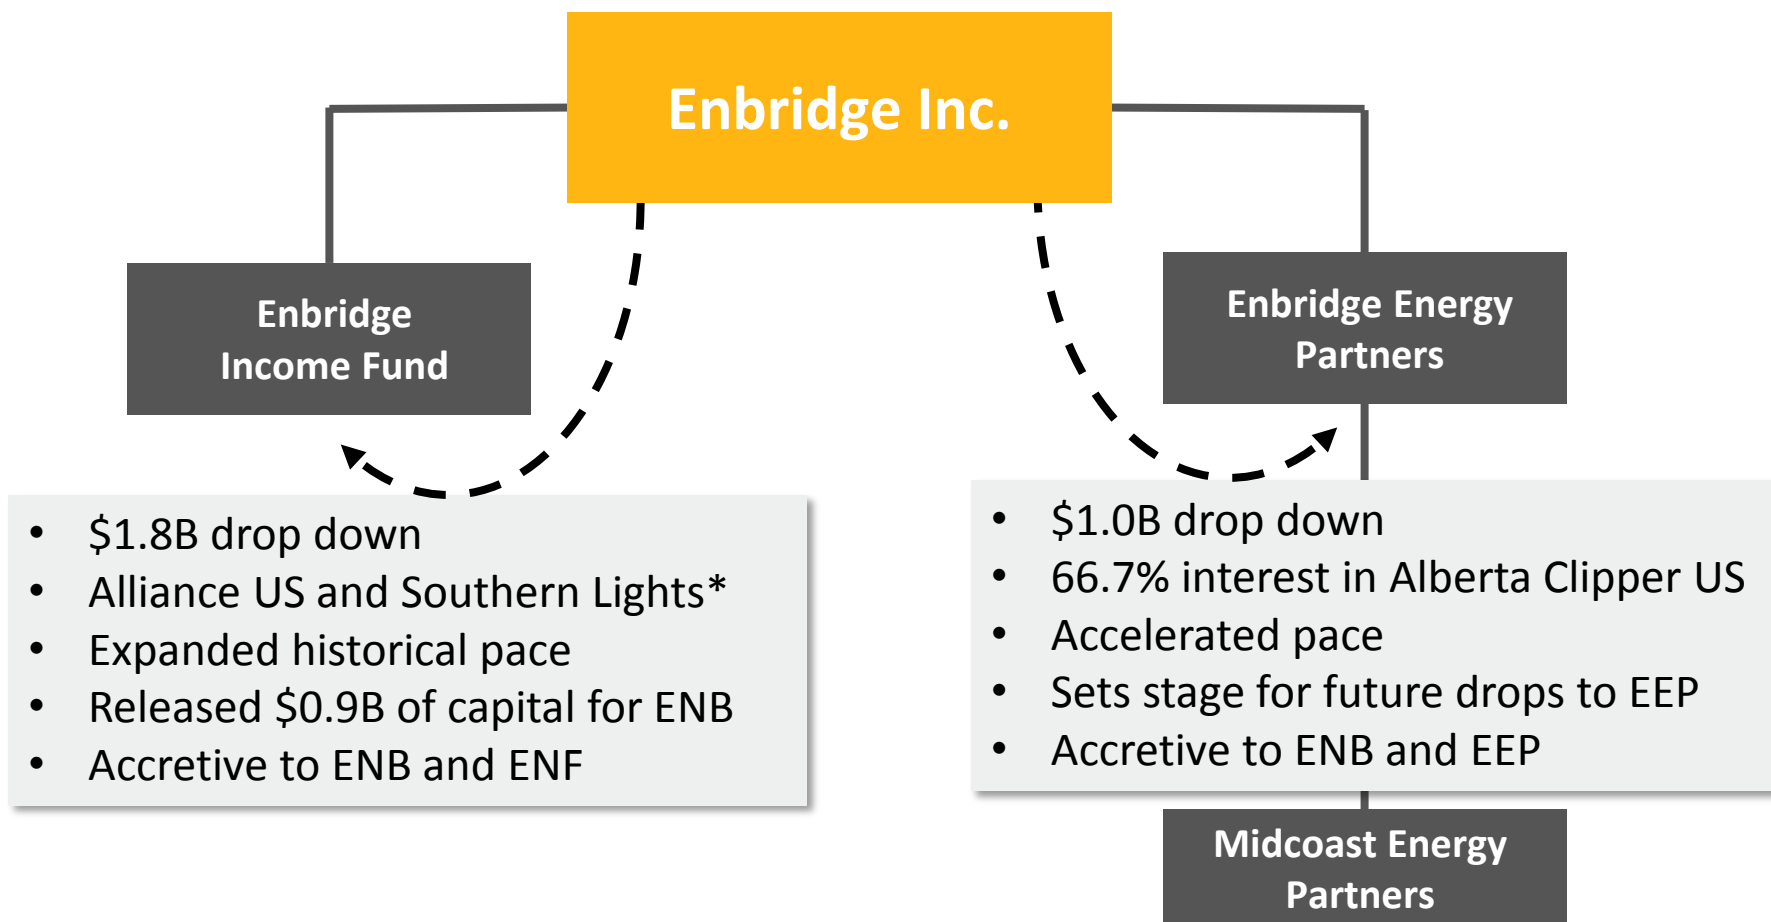 Enbridge Inc.
Enbridge
Income Fund
Enbridge Energy
Partners
• $1.8B drop down
• Alliance US and Southern Lights*
• Expanded historical pace
• Released $0.9B of capital for ENB
• Accretive to ENB and ENF
• $1.0B drop down
• 66.7% interest in Alberta Clipper US
• Accelerated pace
• Sets stage for future drops to EEP
• Accretive to ENB and EEP
Midcoast Energy
Partners